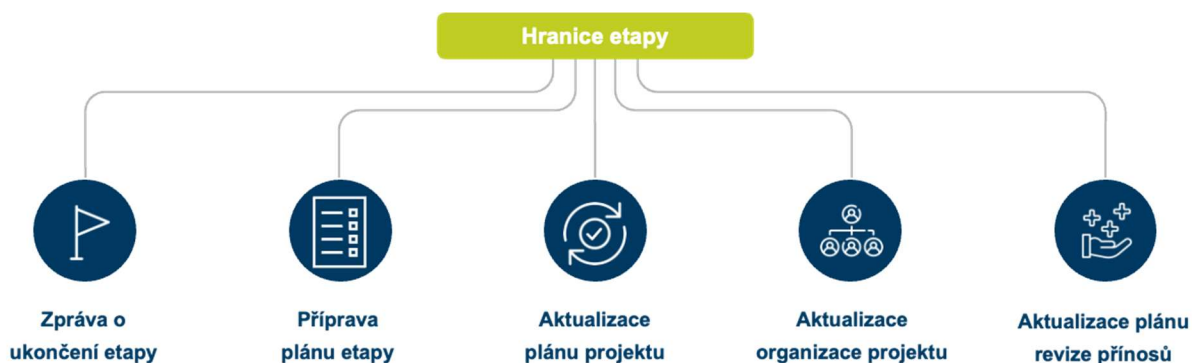 Hranice etapy
Zpráva o
ukončení etapy
Příprava
plánu etapy
Aktualizace
plánu projektu
Aktualizace
organizace projektu
Aktualizace plánu
revize přínosů